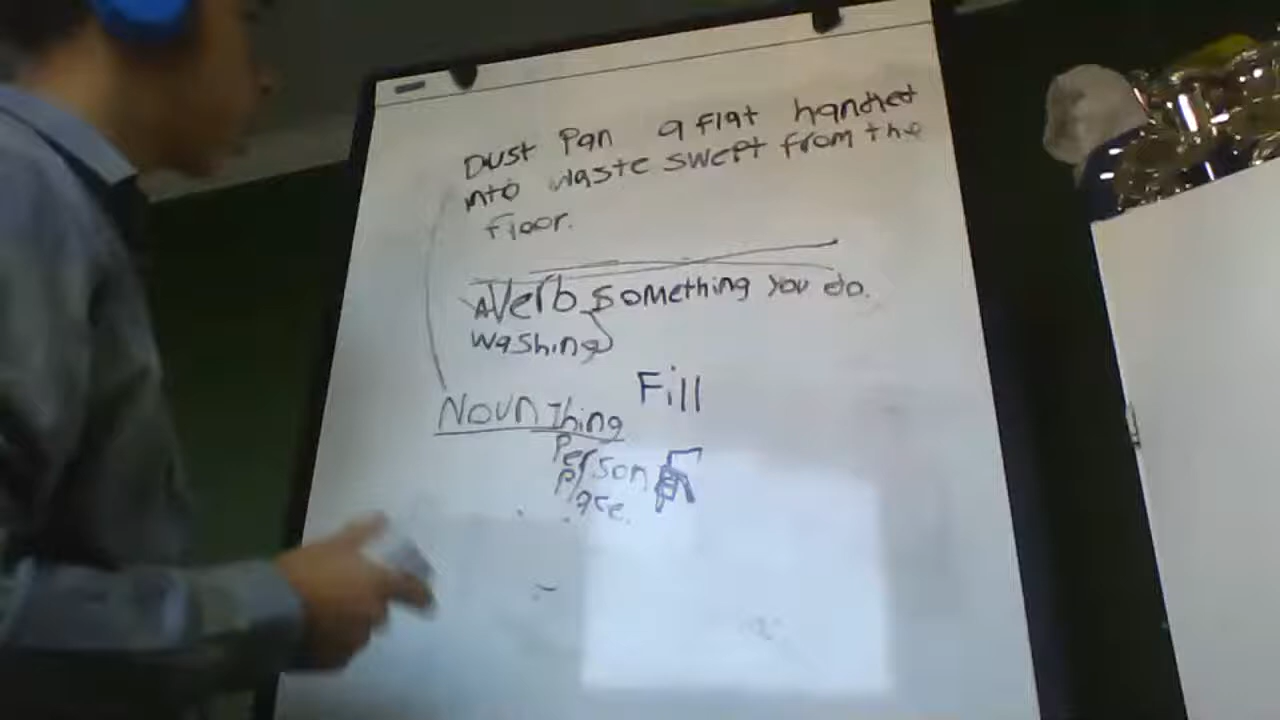 Dust Pan a flat handled
into waste swept from the
floor.
A Verb something you do.
washing
Fill
Noun Thing
Person
Place.